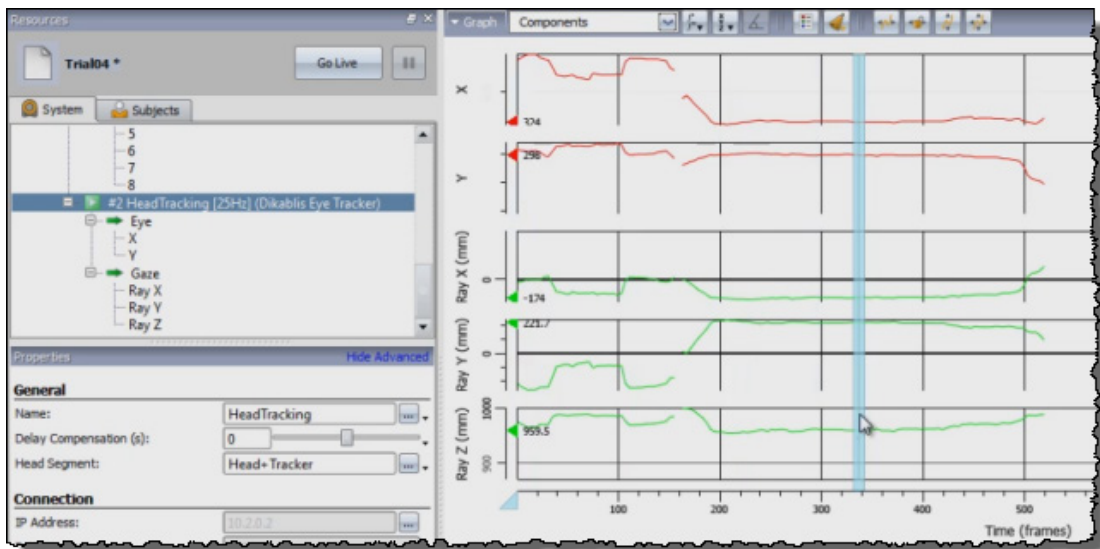 Resources
Trial04 *
Go Live
System
Subjects
5
6
7
8
#2 HeadTracking [25Hz] (Dikablis Eye Tracker)
Eye
X
Y
Gaze
Ray X
Ray Y
Ray Z
Properties
Hide Advanced
General
Name:
HeadTracking
...
Delay Compensation (s):
0
Head Segment:
Head+Tracker
...
Connection
IP Address:
10.2.0.2
...
Graph
Components
X
324
Y
298
Ray X (mm)
0
-174
Ray Y (mm)
0
221.7
Ray Z (mm)
1000
900
959.5
100
200
300
400
500
Time (frames)